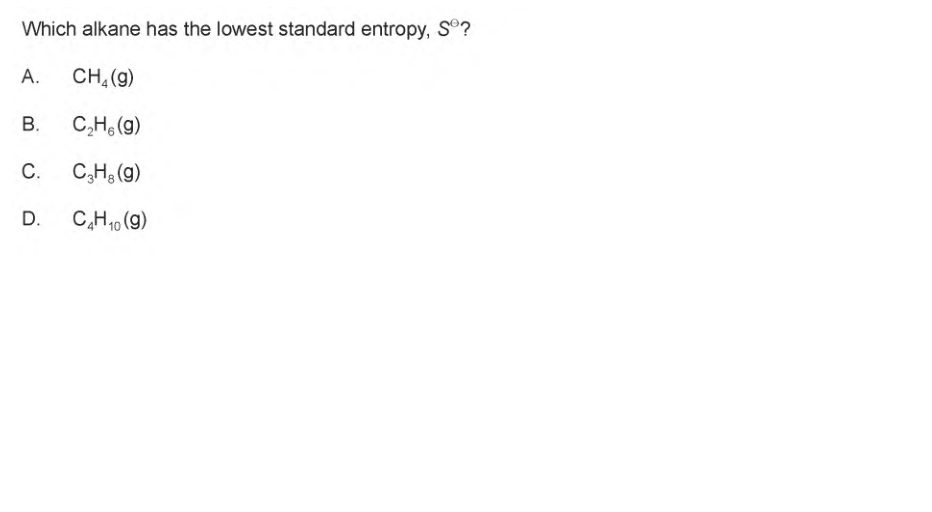 Which alkane has the lowest standard entropy, S⊖?
A. CH₄(g)
B. C₂H₆(g)
C. C₃H₈(g)
D. C₄H₁₀(g)